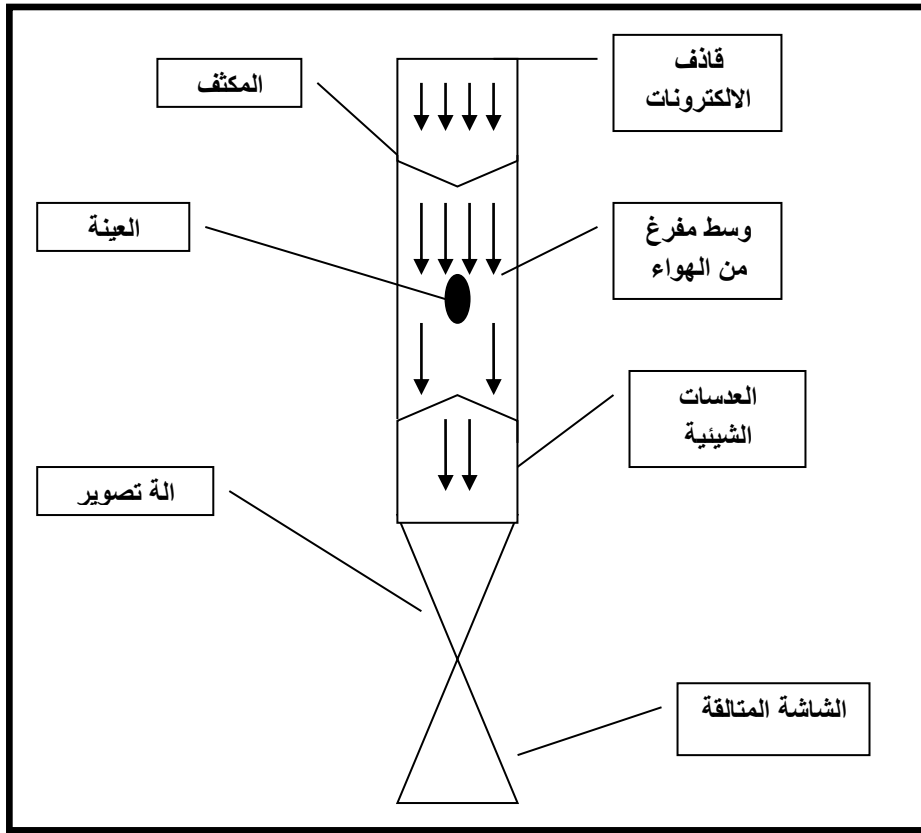 قاذف
الالكترونات
المكثف
وسط مفرغ
من الهواء
العينة
العدسات
الشيئية
الة تصوير
الشاشة المتالقة